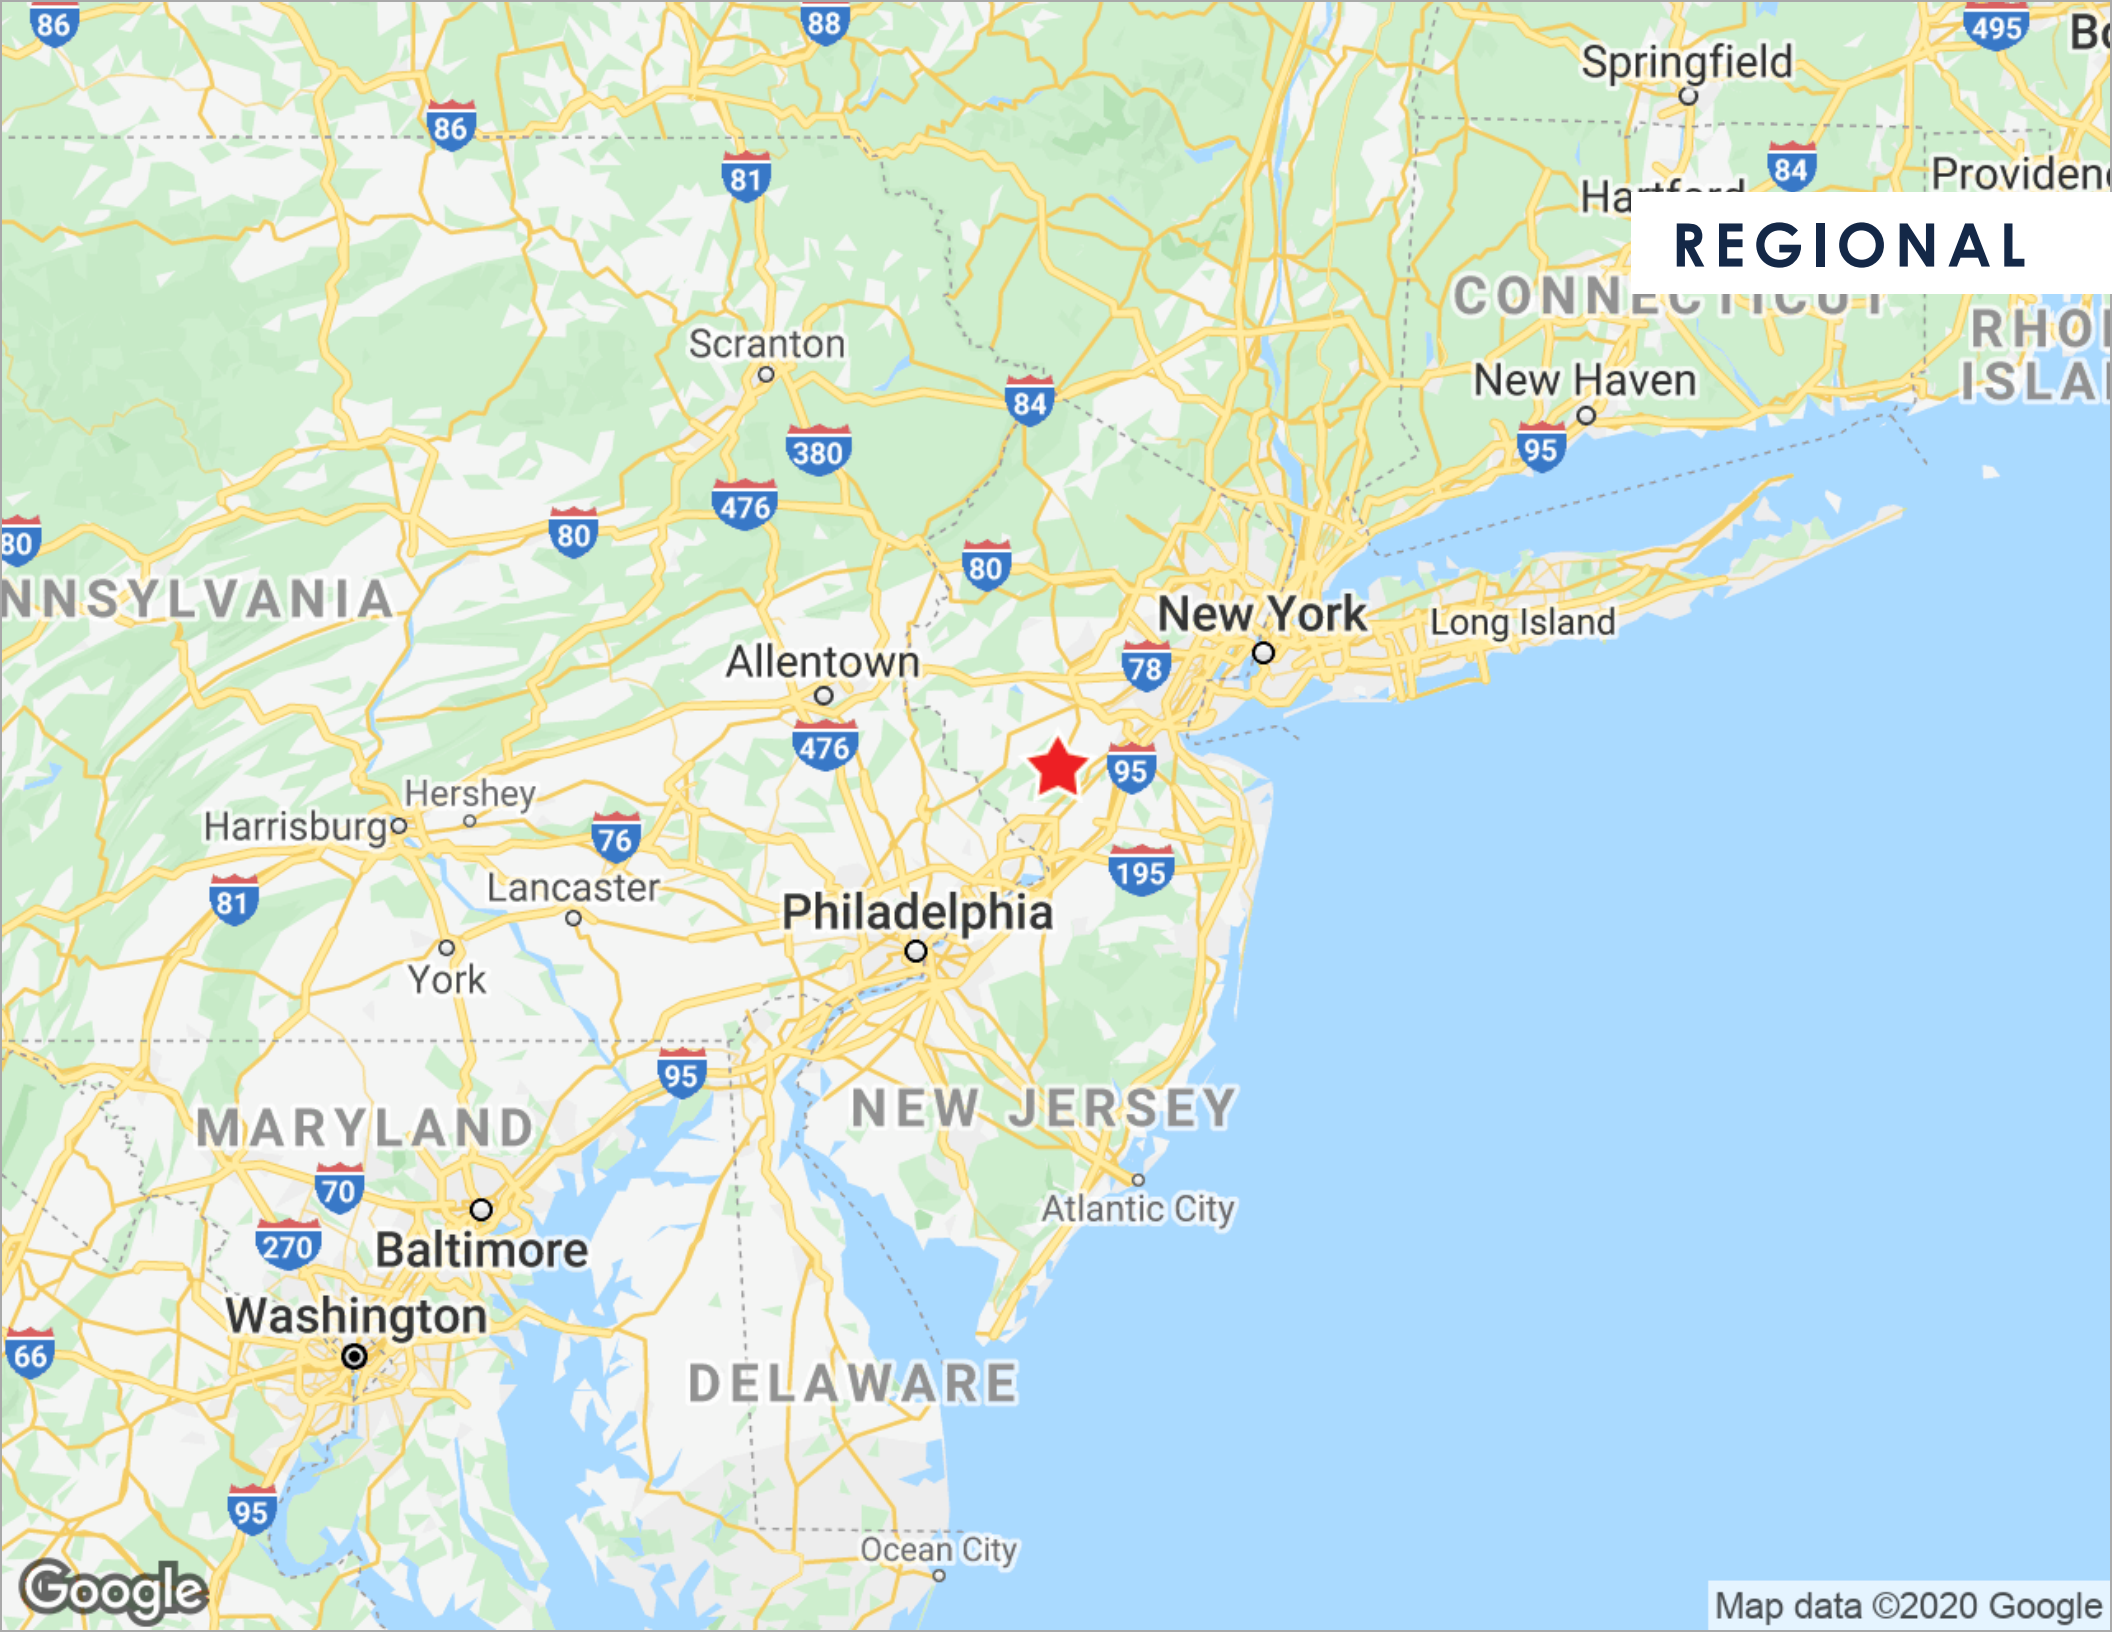 86
88
495
Springfield
86
81
84
Providen
REGIONAL
CONNECTICUT
Scranton
RHO
ISLA
New Haven
84
95
380
476
80
80
80
NNSYLVANIA
New York
Long Island
Allentown
78
476
95
Hershey
Harrisburg
76
195
81
Lancaster
Philadelphia
York
95
NEW JERSEY
MARYLAND
70
Atlantic City
270
Baltimore
Washington
66
DELAWARE
95
Ocean City
Google
Map data ©2020 Google